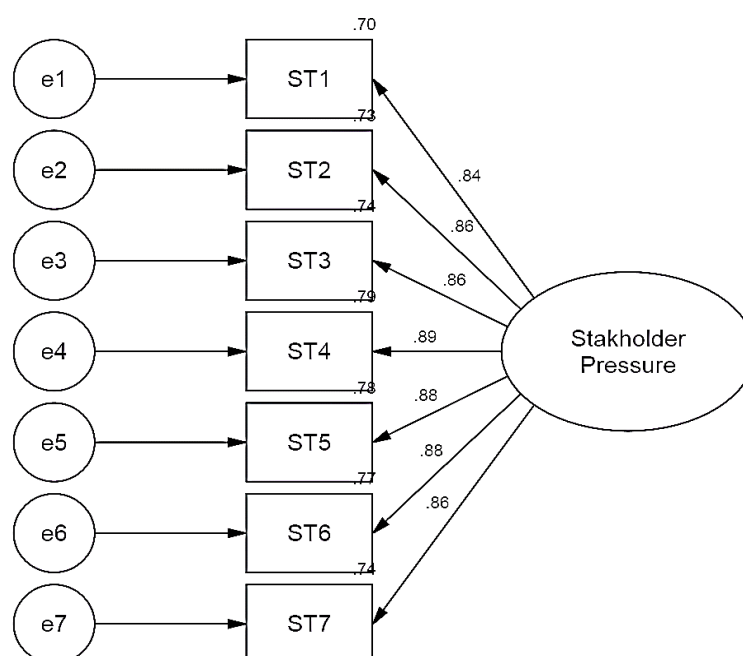 .70
e1
ST1
.73
.84
e2
ST2
.74
.86
e3
ST3
.86
.79
e4
ST4
.89
Stakholder
Pressure
.78
.88
e5
ST5
.77
.88
e6
ST6
.86
.74
e7
ST7